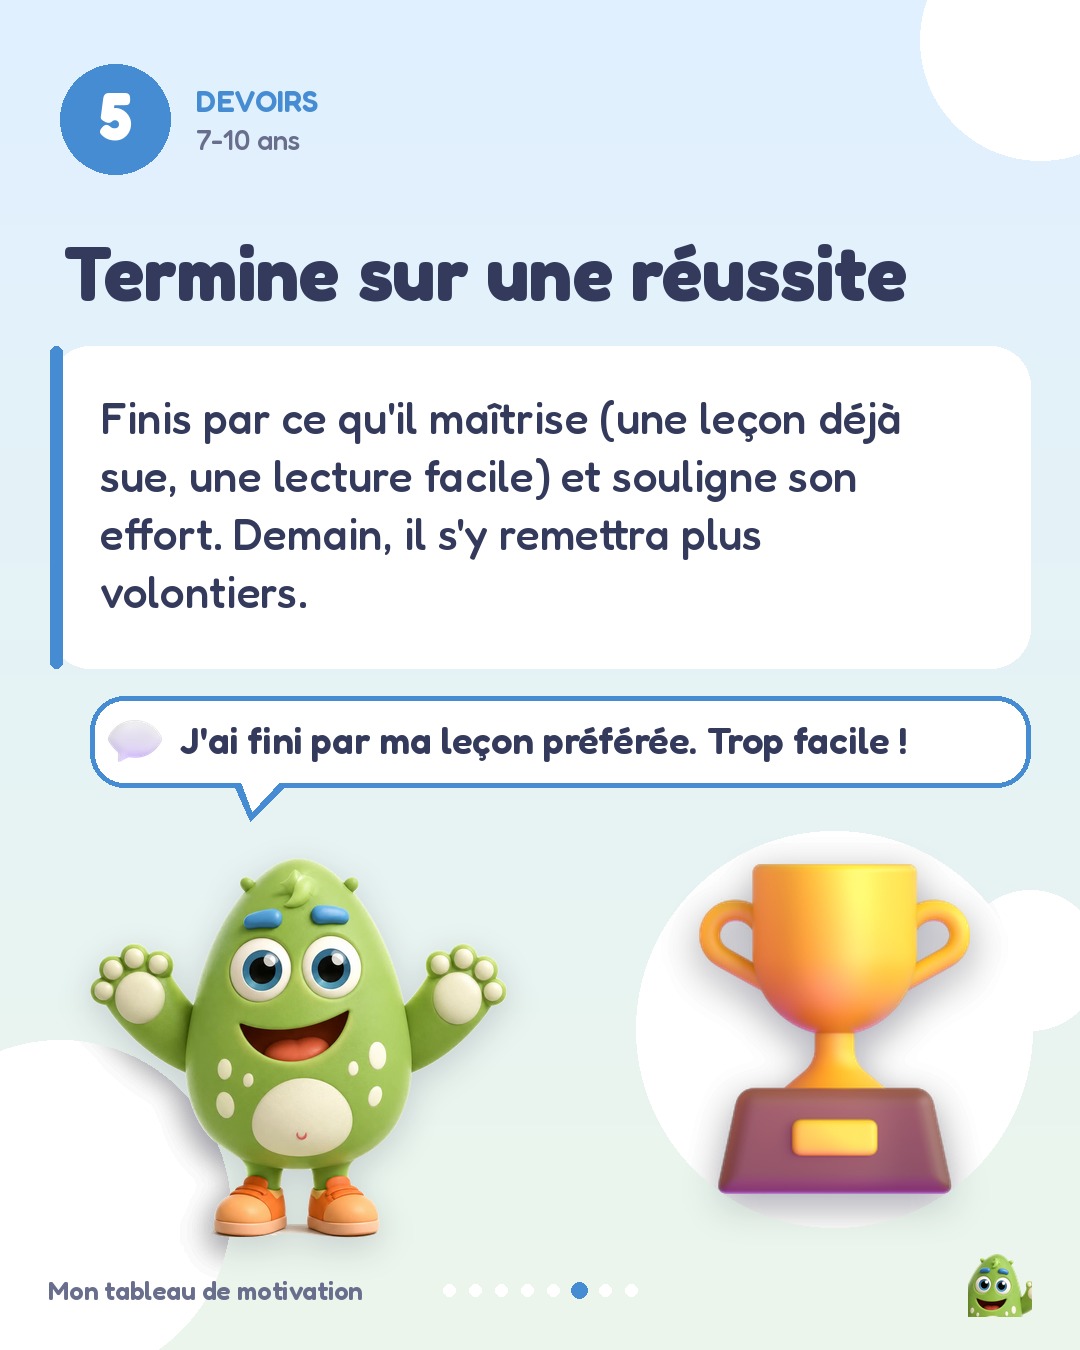 5
DEVOIRS
7-10 ans
Termine sur une réussite
Finis par ce qu'il maîtrise (une leçon déjà
sue, une lecture facile) et souligne son
effort. Demain, il s'y remettra plus
volontiers.
J'ai fini par ma leçon préférée. Trop facile !
Mon tableau de motivation